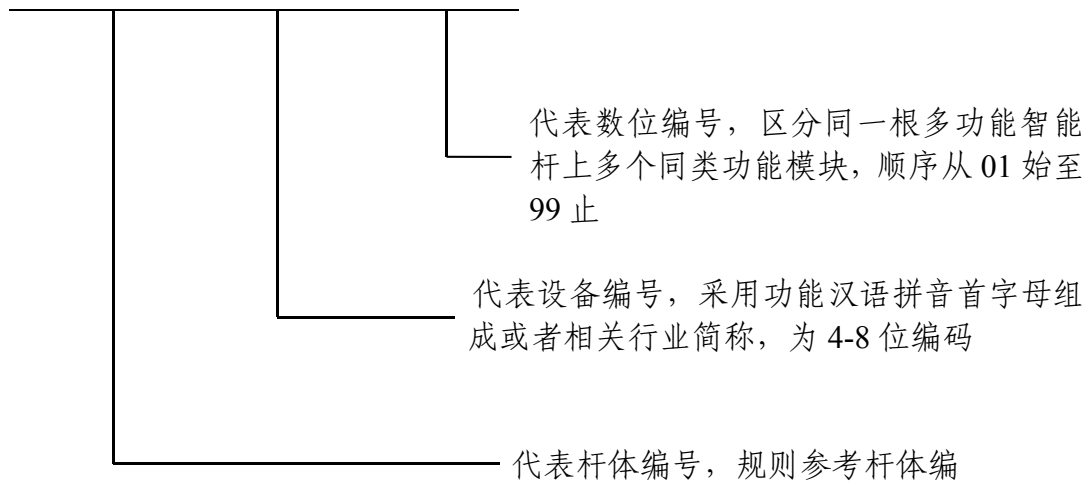 代表数位编号，区分同一根多功能智能
杆上多个同类功能模块，顺序从 01 始至
99 止
代表设备编号，采用功能汉语拼音首字母组
成或者相关行业简称，为 4-8 位编码
代表杆体编号，规则参考杆体编